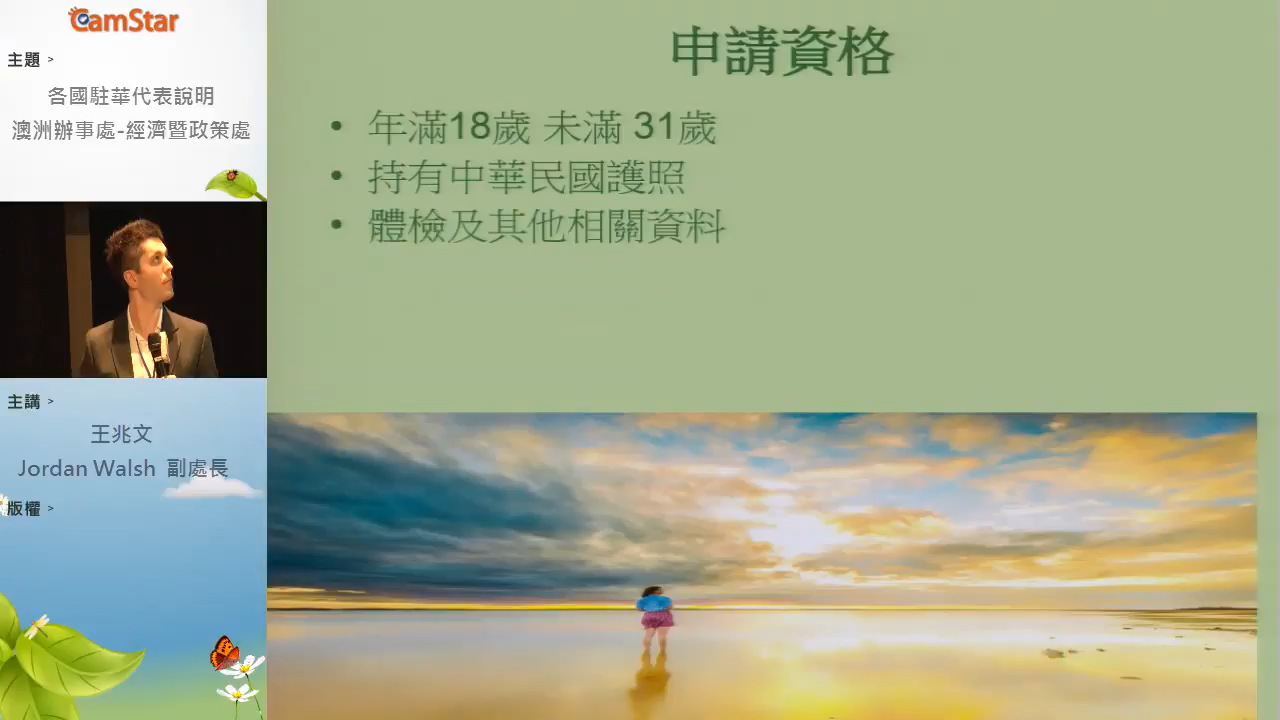 CamStar
主題 >
各國駐華代表說明
澳洲辦事處-經濟暨政策處
主講 >
王兆文
Jordan Walsh 副處長
版權 >
申請資格
• 年滿18歲 未滿 31歲
• 持有中華民國護照
• 體檢及其他相關資料